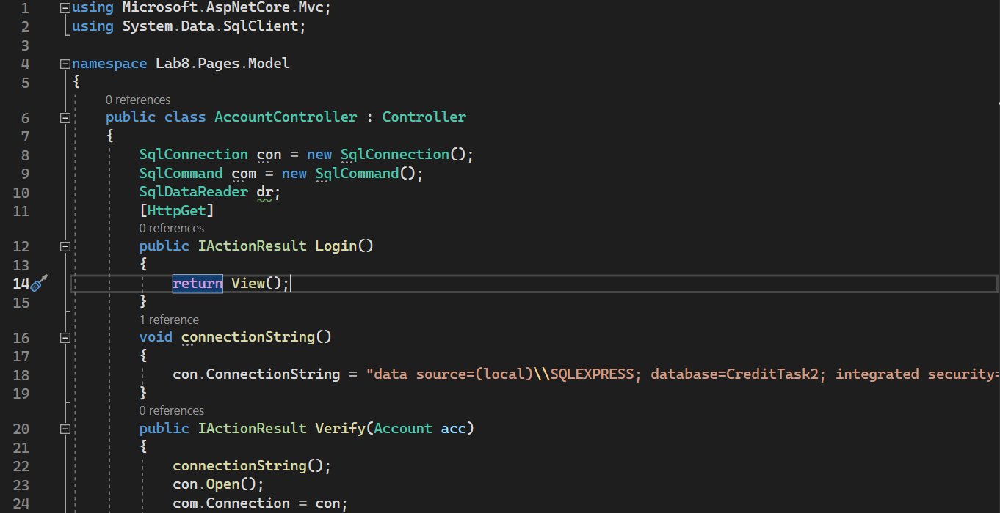 1 using Microsoft.AspNetCore.Mvc;
2 using System.Data.SqlClient;
3
4 namespace Lab8.Pages.Model
5 {
0 references
6 public class AccountController : Controller
7 {
8 SqlConnection con = new SqlConnection();
9 SqlCommand com = new SqlCommand();
10 SqlDataReader dr;
11 [HttpGet]
0 references
12 public IActionResult Login()
13 {
14 return View();
15 }
1 reference
16 void connectionString()
17 {
18 con.ConnectionString = "data source=(local)\\SQLEXPRESS; database=CreditTask2; integrated security=
19 }
0 references
20 public IActionResult Verify(Account acc)
21 {
22 connectionString();
23 con.Open();
24 com.Connection = con;